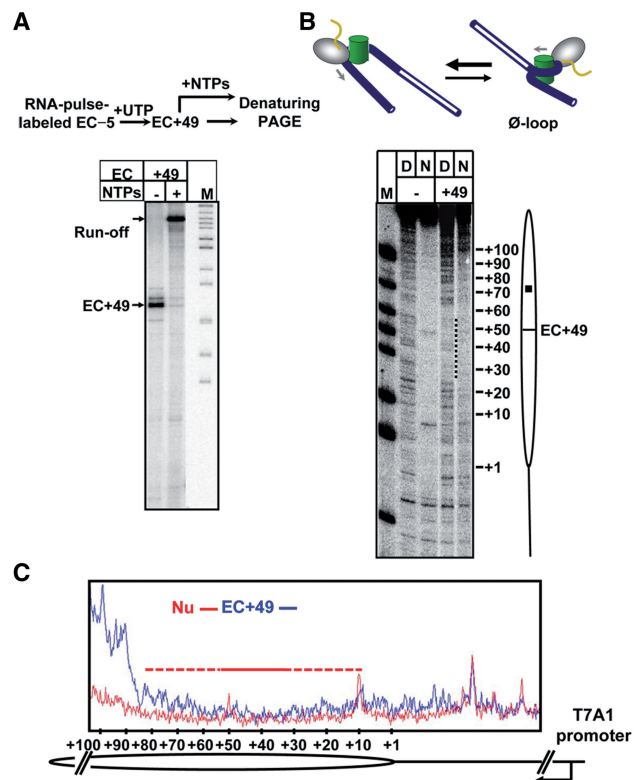 A
RNA-pulse-
labeled EC–5
+UTP
EC+49
+NTPs
Denaturing
PAGE
EC +49
NTPs - + M
Run-off
EC+49
B
Ø-loop
D N D N
M - +49
+100
+90
+80
+70
+60
+50
+40
+30
+20
+10
+1
EC+49
C
Nu EC+49
+100 +90 +80 +70 +60 +50 +40 +30 +20 +10 +1
T7A1
promoter